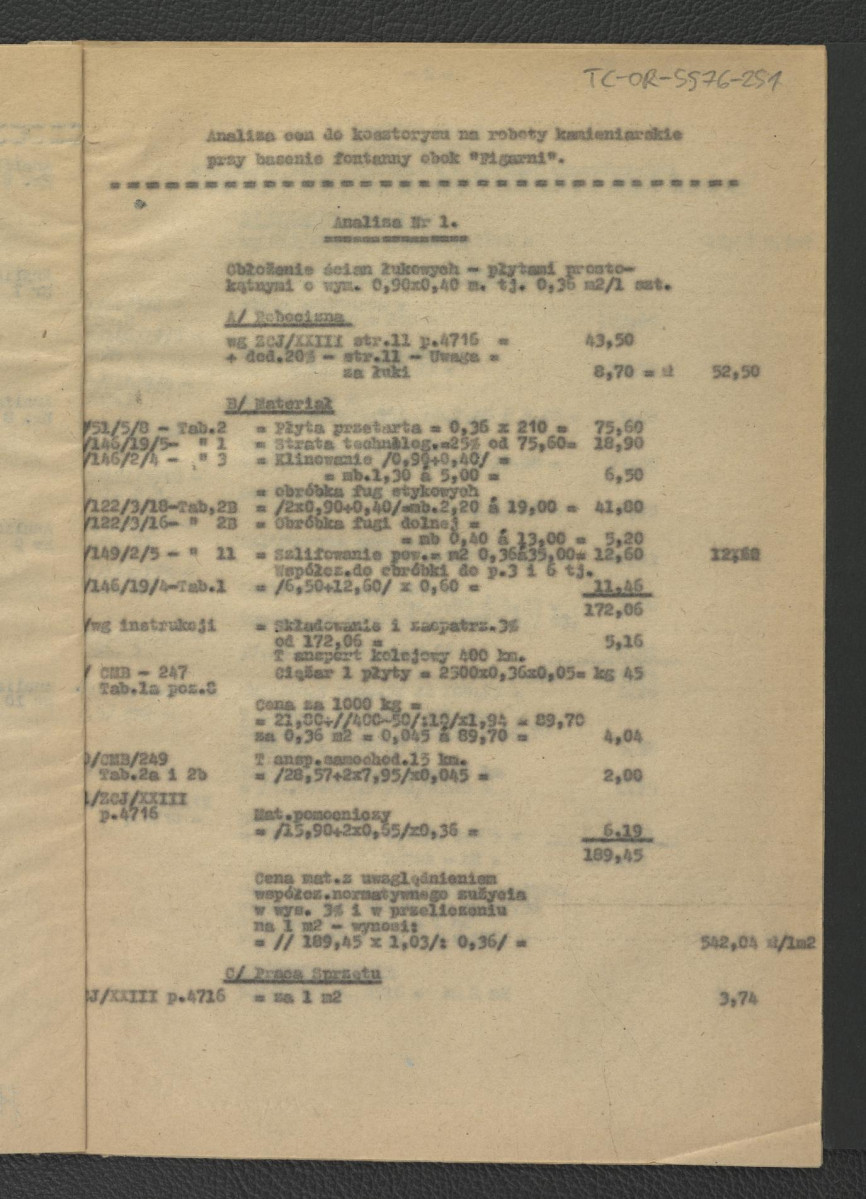 TC-OR-5976-251
Analiza cen do kosztorysu na roboty kamieniarskie
przy basenie fontanny obok "Figarni".
Analiza Nr 1.
Obłożenie ścian łukowych - płytami prosto-
kątnymi o wym. 0,90x0,40 m. tj. 0,36 m2/1 szt.
A/ Robocizna
wg ZCJ/XXIII str.11 p.4716 = 43,50
+ dod.20% - str.11 - Uwaga =
za łuki 8,70 = zł 52,50
B/ Materiał
/51/5/8 - Tab.2 = Płyta przetarta = 0,36 x 210 = 75,60
/146/19/5- " 1 = Strata technolog.=25% od 75,60= 18,90
/146/2/4 - " 3 = Klinowanie /0,90+0,40/ =
= mb.1,30 á 5,00 = 6,50
= obróbka fug stykowych
/122/3/18-Tab,2B = /2x0,90+0,40/=mb.2,20 á 19,00 = 41,80
/122/3/16- " 2B = Obróbka fugi dolnej =
= mb 0,40 á 13,00 = 5,20
/149/2/5 - " 11 = Szlifowanie pow.= m2 0,36á35,00= 12,60 12,60
Współcz.do obróbki do p.3 i 6 tj.
/146/19/4-Tab.1 = /6,50+12,60/ x 0,60 = 11,46
172,06
/wg instrukcji = Składowanie i zaopatrz.3%
od 172,06 = 5,16
T ansport kolejowy 400 km.
/ CMB - 247 Ciężar 1 płyty = 2500x0,36x0,05= kg 45
Tab.1a poz.8
Cena za 1000 kg =
= 21,80+//400-50/:10/x1,94 = 89,70
za 0,36 m2 = 0,045 á 89,70 = 4,04
0/CMB/249 T ansp.samochod.15 km.
Tab.2a i 2b = /28,57+2x7,95/x0,045 = 2,00
1/ZCJ/XXIII
p.4716 Mat.pomocniczy
= /15,90+2x0,65/x0,36 = 6.19
189,45
Cena mat.z uwzględnieniem
współcz.normatywnego zużycia
w wys. 3% i w przeliczeniu
na 1 m2 - wynosi:
= // 189,45 x 1,03/: 0,36/ = 542,04 zł/1m2
C/ Praca Sprzętu
CJ/XXIII p.4716 = za 1 m2 3,74